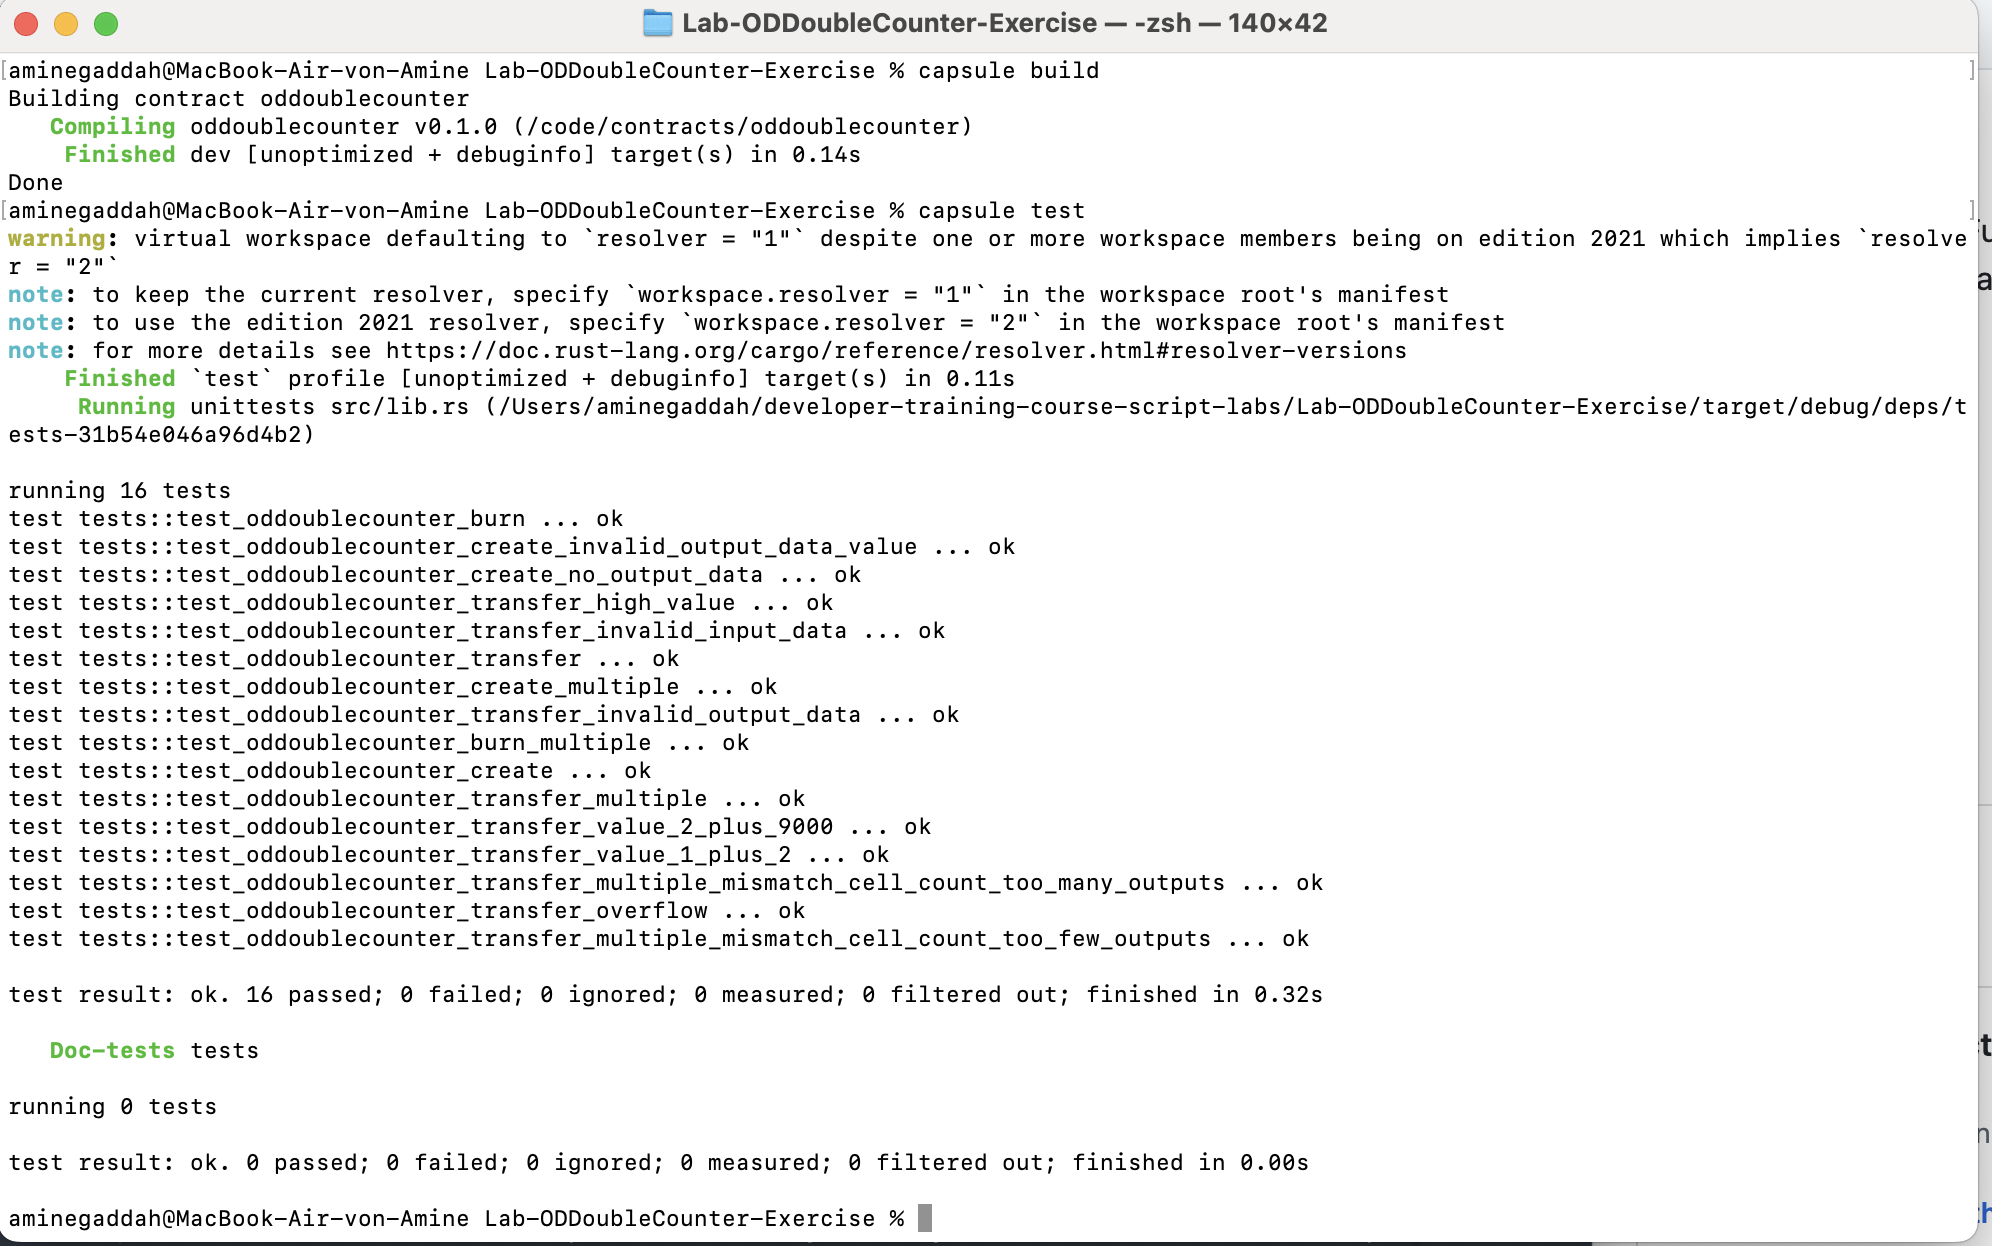 Lab-ODDoubleCounter-Exercise — -zsh — 140×42
[aminegaddah@MacBook-Air-von-Amine Lab-ODDoubleCounter-Exercise % capsule build ]
Building contract oddoublecounter
Compiling oddoublecounter v0.1.0 (/code/contracts/oddoublecounter)
Finished dev [unoptimized + debuginfo] target(s) in 0.14s
Done
[aminegaddah@MacBook-Air-von-Amine Lab-ODDoubleCounter-Exercise % capsule test ]
warning: virtual workspace defaulting to `resolver = "1"` despite one or more workspace members being on edition 2021 which implies `resolve
r = "2"`
note: to keep the current resolver, specify `workspace.resolver = "1"` in the workspace root's manifest
note: to use the edition 2021 resolver, specify `workspace.resolver = "2"` in the workspace root's manifest
note: for more details see https://doc.rust-lang.org/cargo/reference/resolver.html#resolver-versions
Finished `test` profile [unoptimized + debuginfo] target(s) in 0.11s
Running unittests src/lib.rs (/Users/aminegaddah/developer-training-course-script-labs/Lab-ODDoubleCounter-Exercise/target/debug/deps/t
ests-31b54e046a96d4b2)
running 16 tests
test tests::test_oddoublecounter_burn ... ok
test tests::test_oddoublecounter_create_invalid_output_data_value ... ok
test tests::test_oddoublecounter_create_no_output_data ... ok
test tests::test_oddoublecounter_transfer_high_value ... ok
test tests::test_oddoublecounter_transfer_invalid_input_data ... ok
test tests::test_oddoublecounter_transfer ... ok
test tests::test_oddoublecounter_create_multiple ... ok
test tests::test_oddoublecounter_transfer_invalid_output_data ... ok
test tests::test_oddoublecounter_burn_multiple ... ok
test tests::test_oddoublecounter_create ... ok
test tests::test_oddoublecounter_transfer_multiple ... ok
test tests::test_oddoublecounter_transfer_value_2_plus_9000 ... ok
test tests::test_oddoublecounter_transfer_value_1_plus_2 ... ok
test tests::test_oddoublecounter_transfer_multiple_mismatch_cell_count_too_many_outputs ... ok
test tests::test_oddoublecounter_transfer_overflow ... ok
test tests::test_oddoublecounter_transfer_multiple_mismatch_cell_count_too_few_outputs ... ok
test result: ok. 16 passed; 0 failed; 0 ignored; 0 measured; 0 filtered out; finished in 0.32s
Doc-tests tests
running 0 tests
test result: ok. 0 passed; 0 failed; 0 ignored; 0 measured; 0 filtered out; finished in 0.00s
aminegaddah@MacBook-Air-von-Amine Lab-ODDoubleCounter-Exercise %